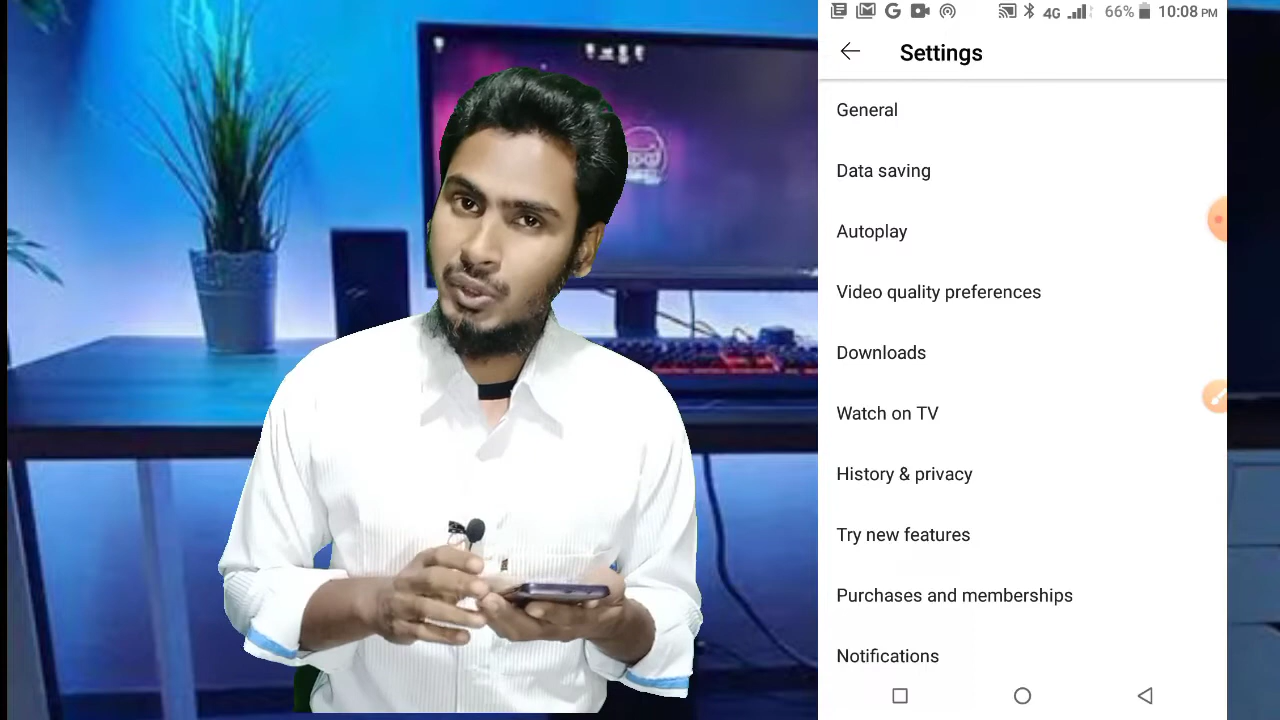 4G 66% 10:08 PM
Settings
General
Data saving
Autoplay
Video quality preferences
Downloads
Watch on TV
History & privacy
Try new features
Purchases and memberships
Notifications